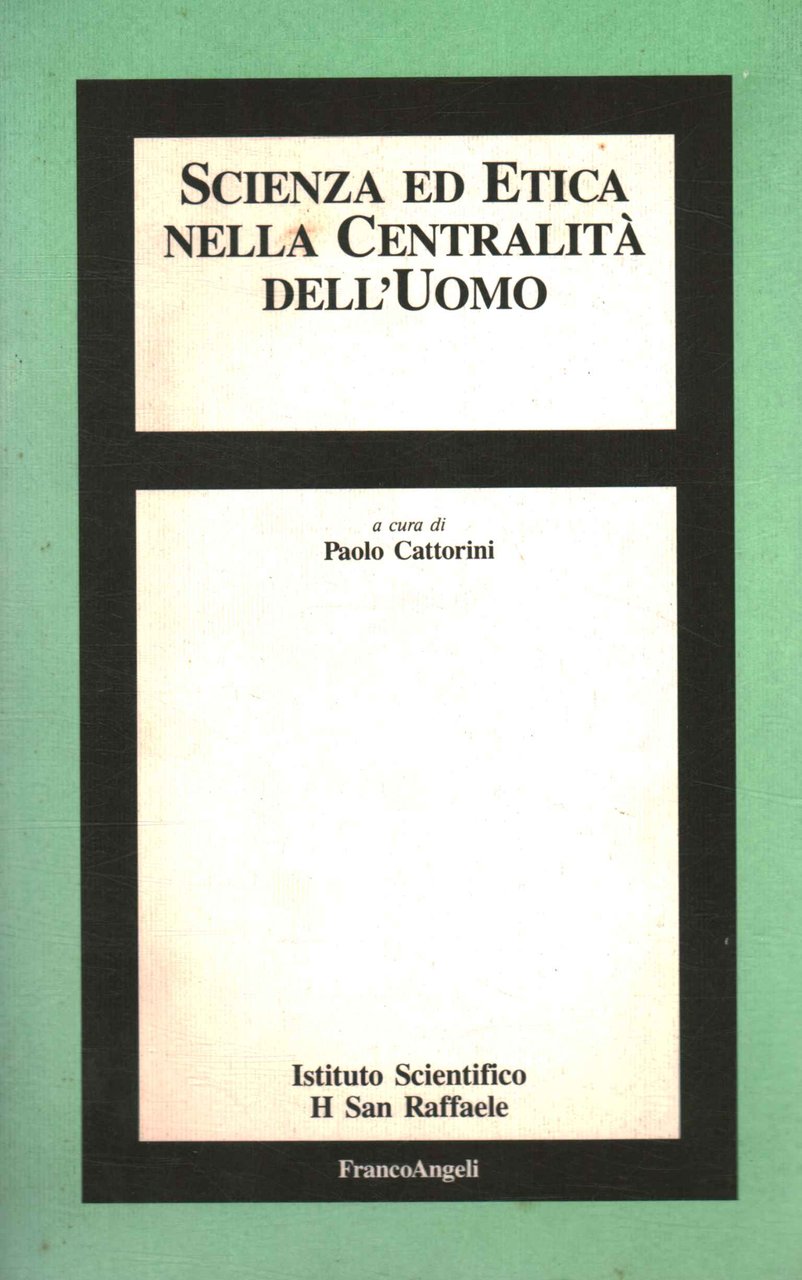 SCIENZA ED ETICA
NELLA CENTRALITÀ
DELL'UOMO
a cura di
Paolo Cattorini
Istituto Scientifico
H San Raffaele
FrancoAngeli